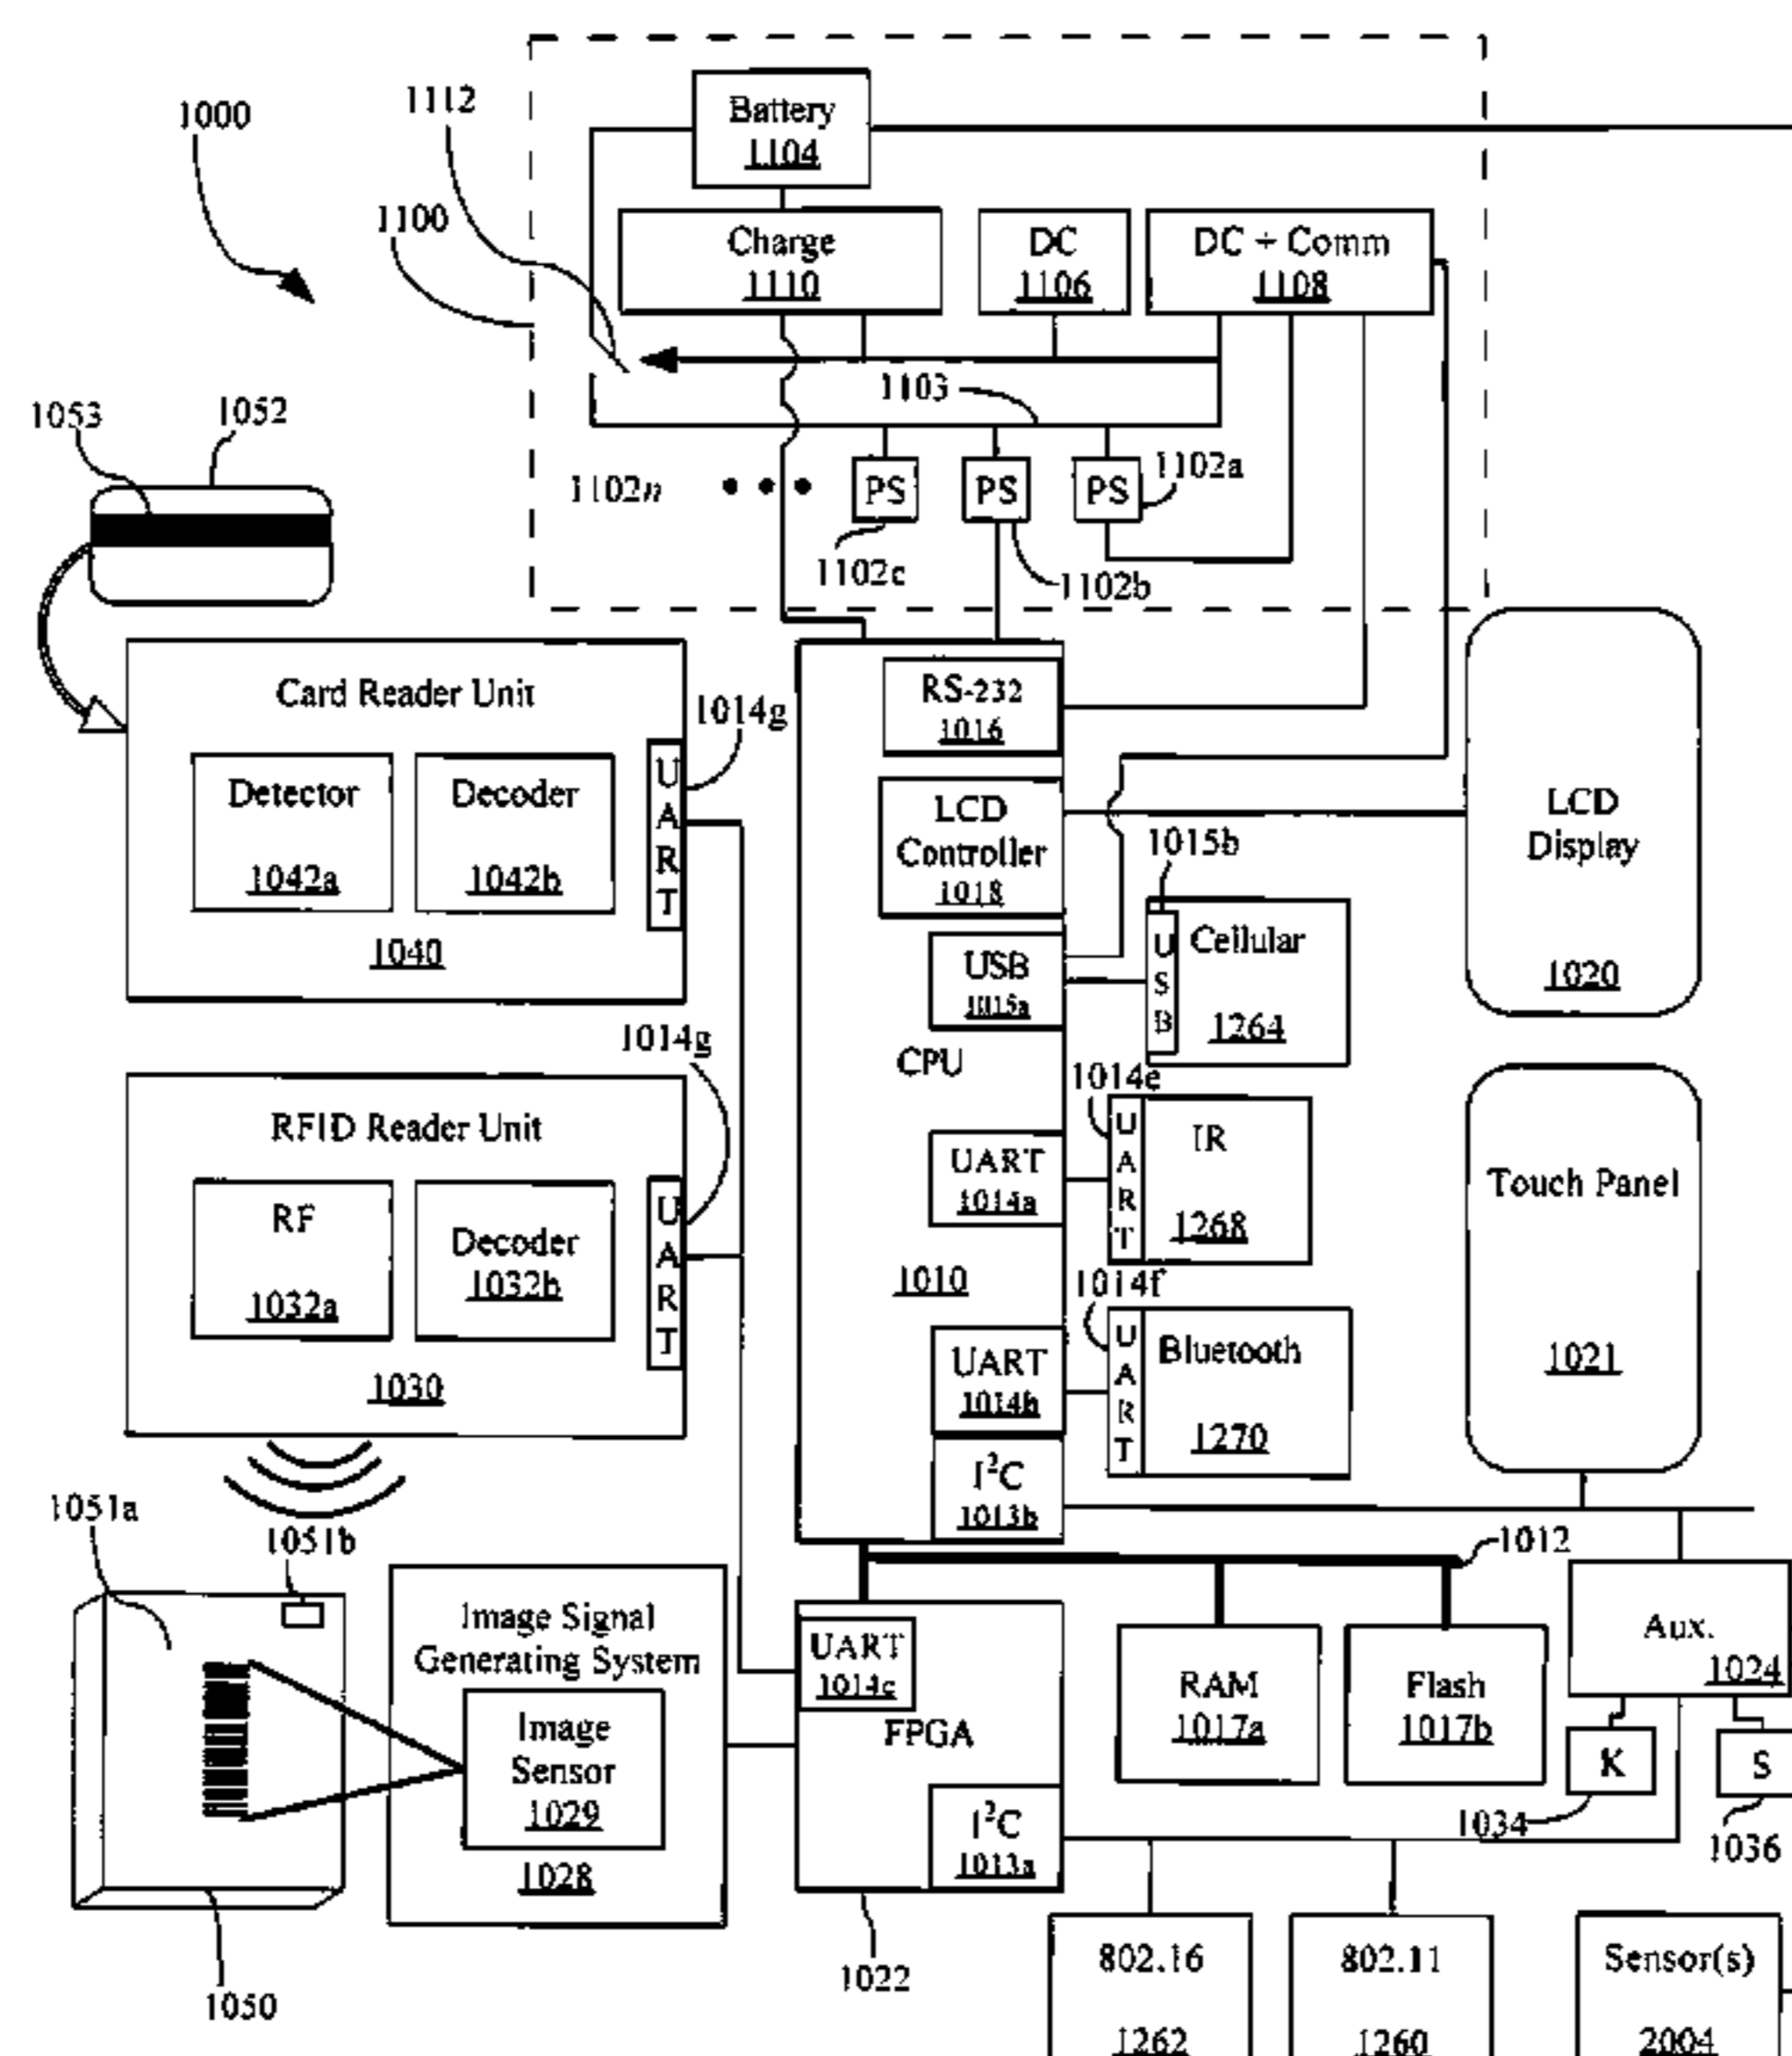 1000
1112
1100
Battery
1104
Charge
1110
DC
1106
DC + Comm
1108
1103
1053
1052
1102n
PS
PS
PS
1102a
1102c
1102b
Card Reader Unit
Detector
1042a
Decoder
1042b
1040
UART
1014g
RS-232
1016
LCD
Controller
1018
USB
1015a
CPU
UART
1014a
1010
UART
1014b
I²C
1013b
LCD
Display
1020
1015b
USB
Cellular
1264
1014e
UART
IR
1268
1014f
UART
Bluetooth
1270
Touch Panel
1021
1014g
RFID Reader Unit
RF
1032a
Decoder
1032b
1030
UART
1051a
1051b
1050
Image Signal
Generating System
Image
Sensor
1029
1028
UART
1014c
FPGA
I²C
1013a
1022
1012
RAM
1017a
Flash
1017b
Aux.
1024
K
S
1034
1036
802.16
1262
802.11
1260
Sensor(s)
2004